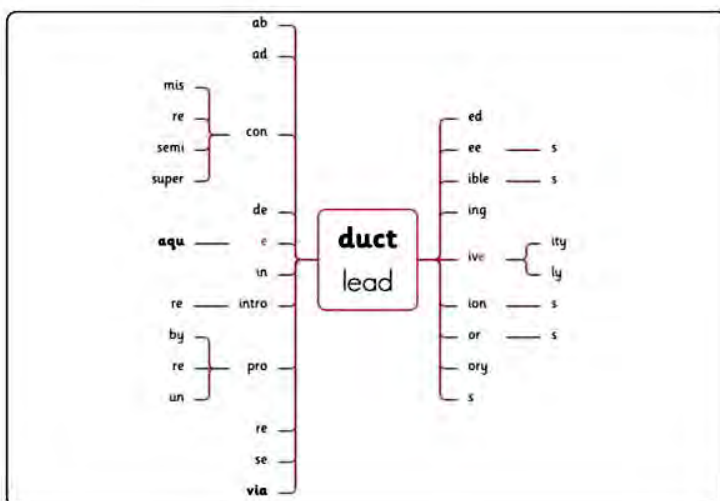 ab
ad
mis
re
semi
super
con
de
aqu e
in
re intro
by
re
un
pro
re
se
via
duct
lead
ed
ee s
ible s
ing
ive
ity
ly
ion s
or s
ory
s